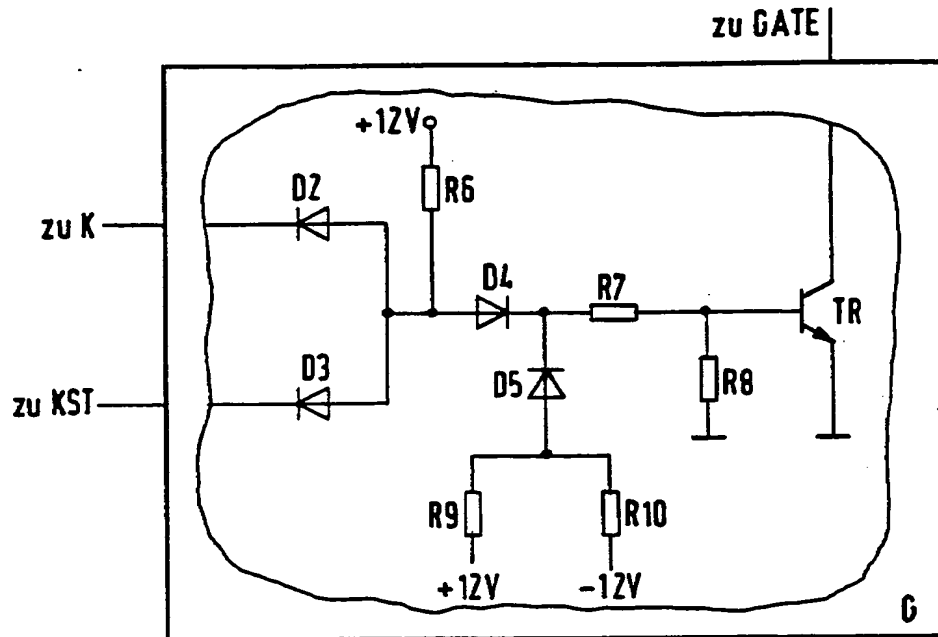 zu GATE
+12V
D2
R6
zu K
D4
R7
TR
D3
D5
R8
zu KST
R9
R10
+12V
-12V
G